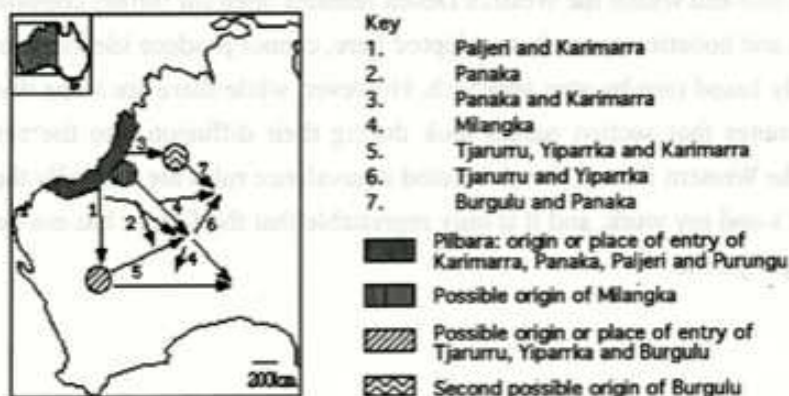 Key
1. Paljeri and Karimarra
2. Panaka
3. Panaka and Karimarra
4. Milangka
5. Tjarurru, Yiparrka and Karimarra
6. Tjarurru and Yiparrka
7. Burgulu and Panaka
Pilbara: origin or place of entry of
Karimarra, Panaka, Paljeri and Purungu
Possible origin of Milangka
Possible origin or place of entry of
Tjarurru, Yiparrka and Burgulu
Second possible origin of Burgulu
3
7
1
2
4
6
5
4
200km.